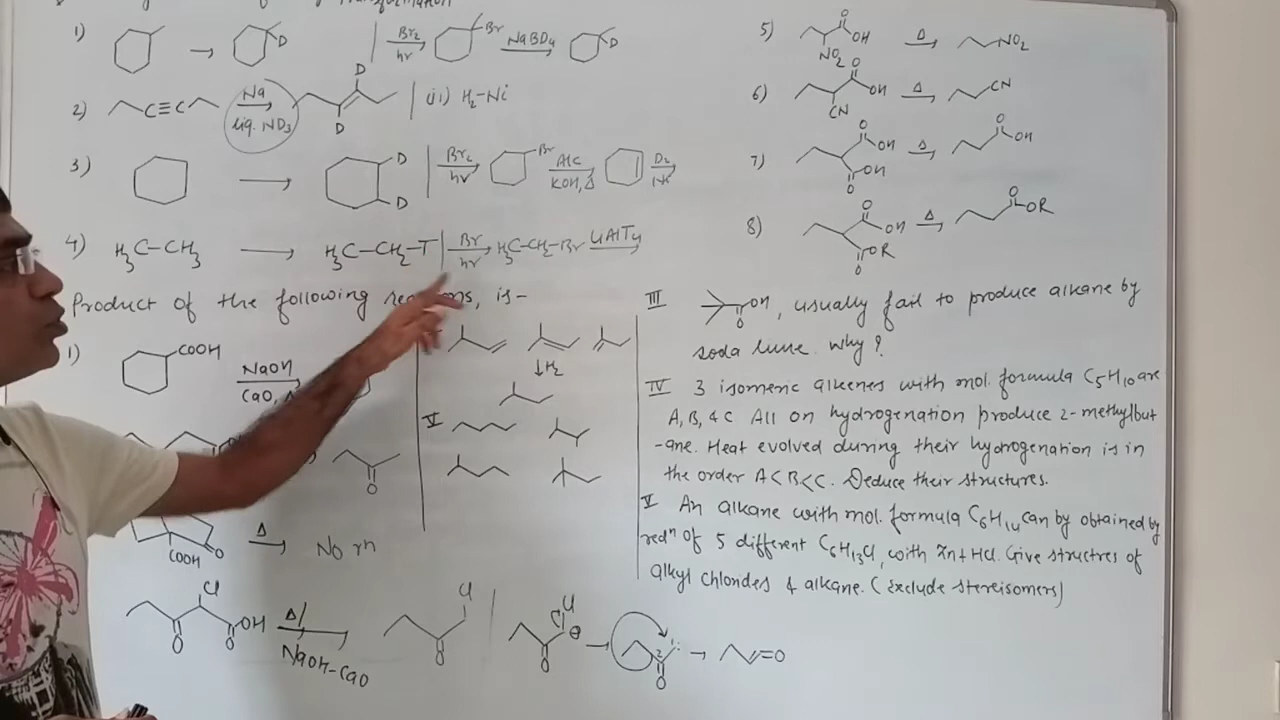 Transformation
1) → D | Br2 hν Br NaBD4 D
2) C≡C Na liq. ND3 D D | (ii) H2-Ni
3) → D D | Br2 hν Br Alc KOH, Δ D2 Ni
4) H3C-CH3 → H3C-CH2-T | Br hν H3C-CH2-Br LiAlT4
Product of the following is-
1) COOH NaOH CaO, Δ
O
COOH O Δ No rn
Cl O O OH Δ/ NaOH-CaO Cl O | Cl ⊖ O → : O → =O
↓H2
V
5) O OH NO2 Δ NO2
6) O OH CN Δ CN
7) O OH OH O Δ O OH
8) O OH OR O Δ O OR
III OH O , usually fail to produce alkane by
soda lime. why?
IV 3 isomeric alkenes with mol. formula C5H10 are
A, B, & C All on hydrogenation produce 2-methylbut
-ane. Heat evolved during their hydrogenation is in
the order A<B<C. Deduce their structures.
V An alkane with mol. formula C6H14 can by obtained by
redn of 5 different C6H13Cl, with Zn+HCl. Give structres of
alkyl chlorides & alkane. (Exclude stereisomers)